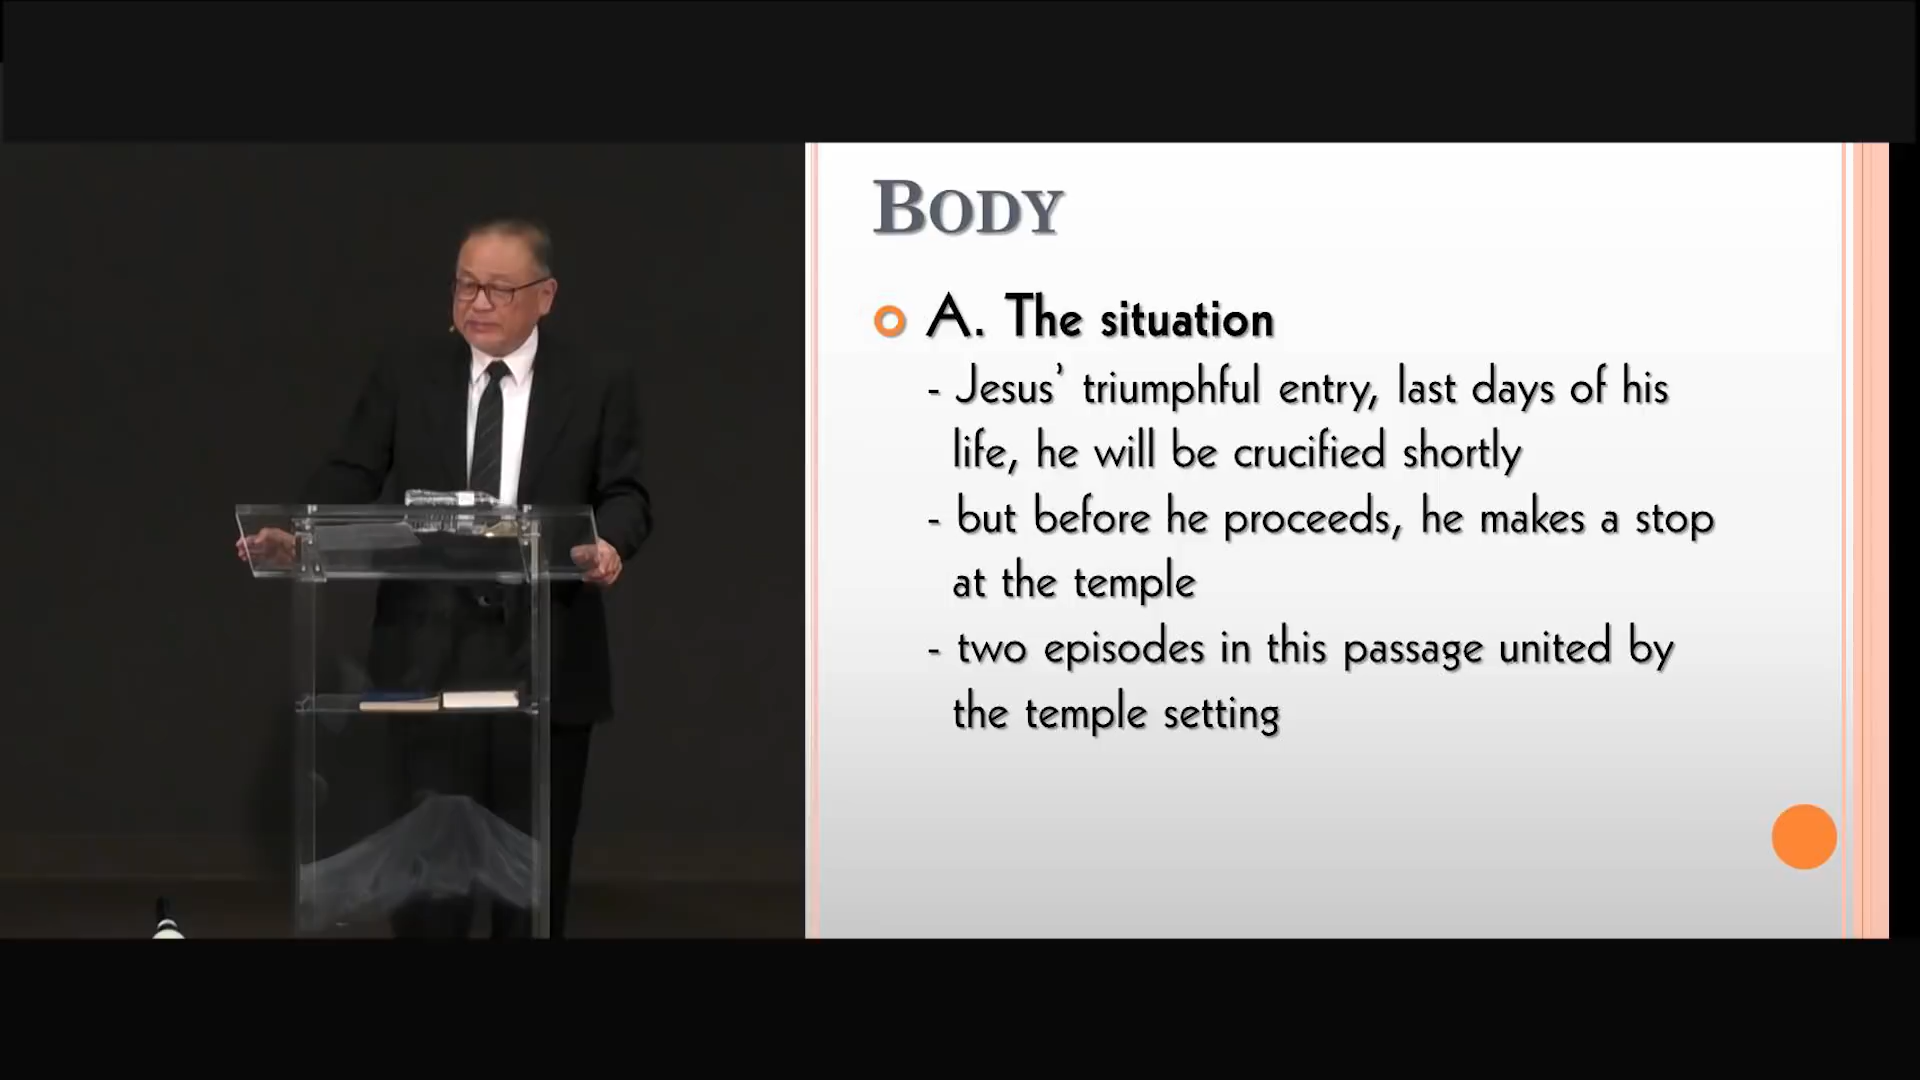 BODY
A. The situation
- Jesus’ triumphful entry, last days of his
life, he will be crucified shortly
- but before he proceeds, he makes a stop
at the temple
- two episodes in this passage united by
the temple setting